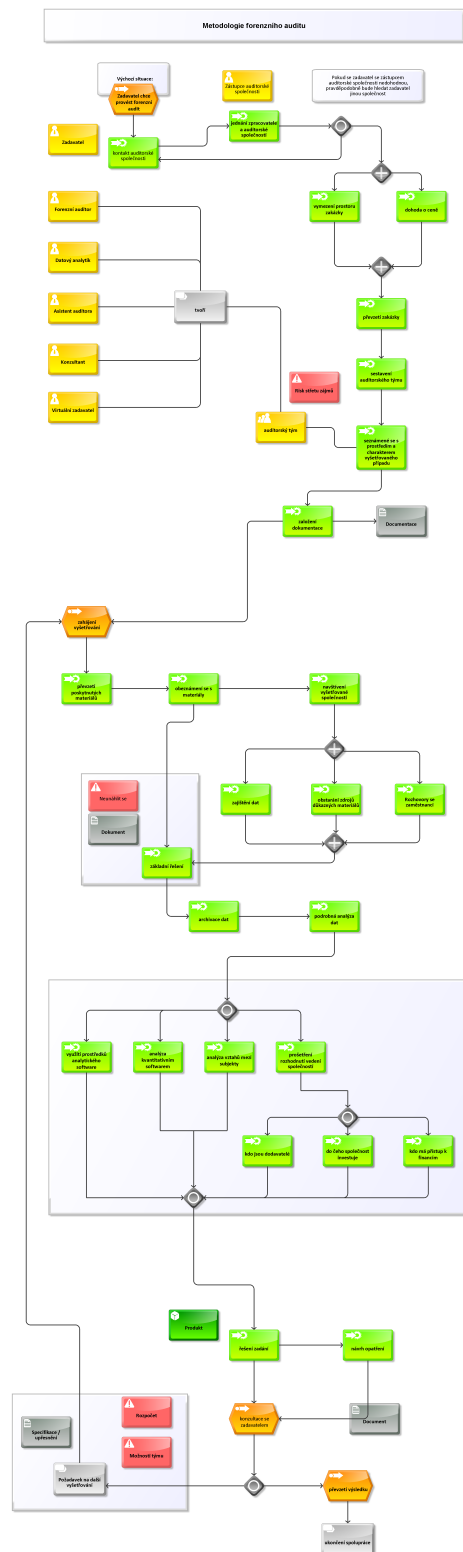 Metodologie forenzního auditu
Výchozí situace:
Zadavatel chce
provést forenzní
audit
Zástupce auditorské
společnosti
Pokud se zadavatel se zástupcem
auditorské společnosti nedohodnou,
pravděpodobně bude hledat zadavatel
jinou společnost
Zadavatel
kontakt auditorské
společnosti
jednání zpracovatele
a auditorské
společnosti
vymezení prostoru
zakázky
dohoda o ceně
Forenzní auditor
Datový analytik
Asistent auditora
Konzultant
Virtuální zadavatel
tvoří
převzetí zakázky
sestavení
auditorského týmu
Risk střetu zájmů
auditorský tým
seznámené se s
prostředím a
charakterem
vyšetřovaného
případu
založení
dokumentace
Documentace
zahájení
vyšetřování
převzetí
poskytnutých
materiálů
obeznámení se s
materiály
navštívení
vyšetřované
společnosti
Neunáhlit se
Dokument
zajištění dat
obstarání zdrojů
důkazných materiálů
Rozhovory se
zaměstnanci
základní řešení
archivace dat
podrobná analýza
dat
využití prostředků
analytického
software
analýza
kvantitativním
softwarem
analýza vztahů mezi
subjekty
prošetření
rozhodnutí vedení
společnosti
kdo jsou dodavatelé
do čeho společnost
investuje
kdo má přístup k
financím
Produkt
řešení zadání
návrh opatření
Rozpočet
Specifikace /
upřesnění
Možnosti týmu
konzultace se
zadavatelem
Document
Požadavek na další
vyšetřování
převzetí výsledku
ukončení spolupráce